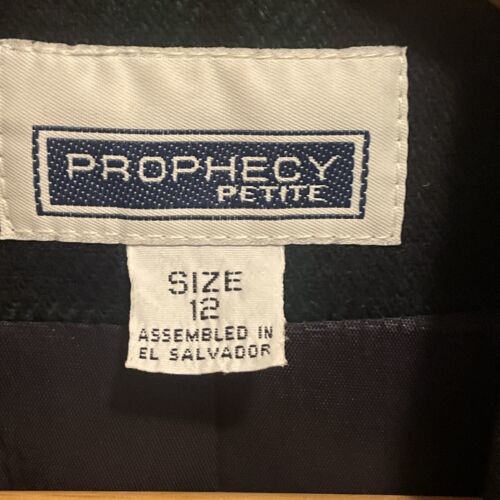 PROPHECY
PETITE
SIZE
12
ASSEMBLED IN
EL SALVADOR